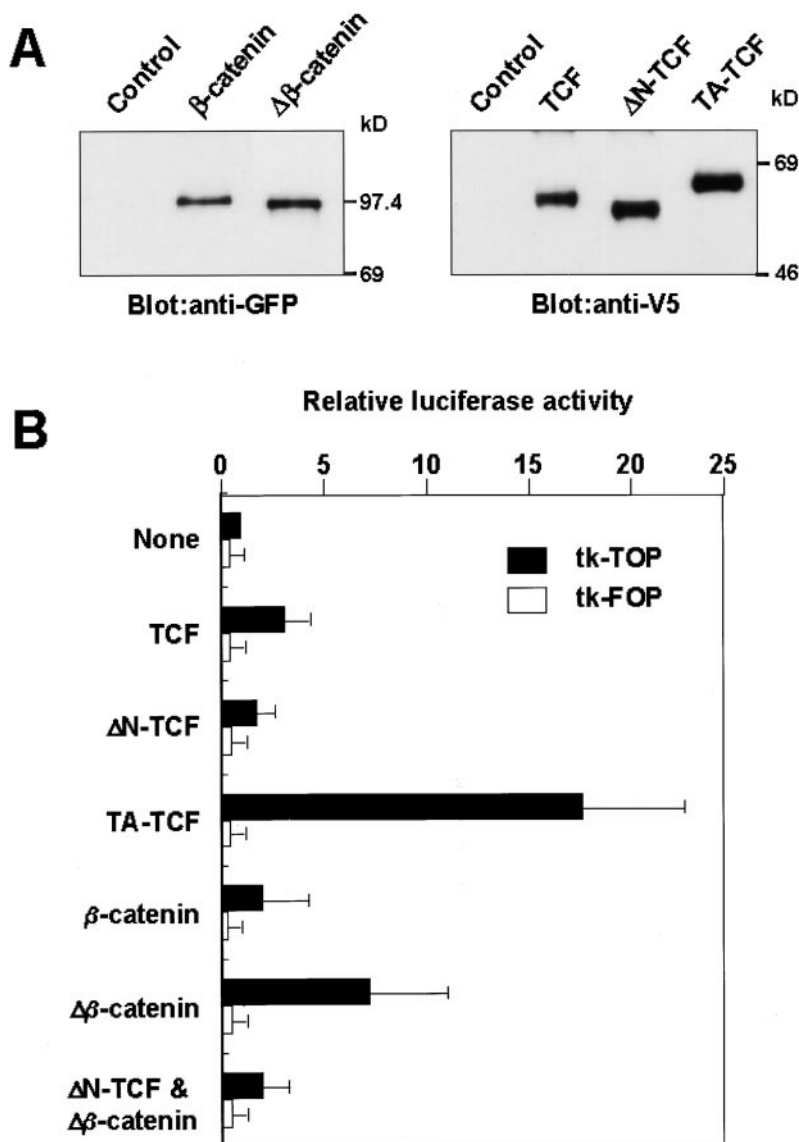 A
Control
β-catenin
Δβ-catenin
kD
97.4
69
Blot:anti-GFP
Control
TCF
ΔN-TCF
TA-TCF
kD
69
46
Blot:anti-V5
B
Relative luciferase activity
0 5 10 15 20 25
None
TCF
ΔN-TCF
TA-TCF
β-catenin
Δβ-catenin
ΔN-TCF &
Δβ-catenin
tk-TOP
tk-FOP